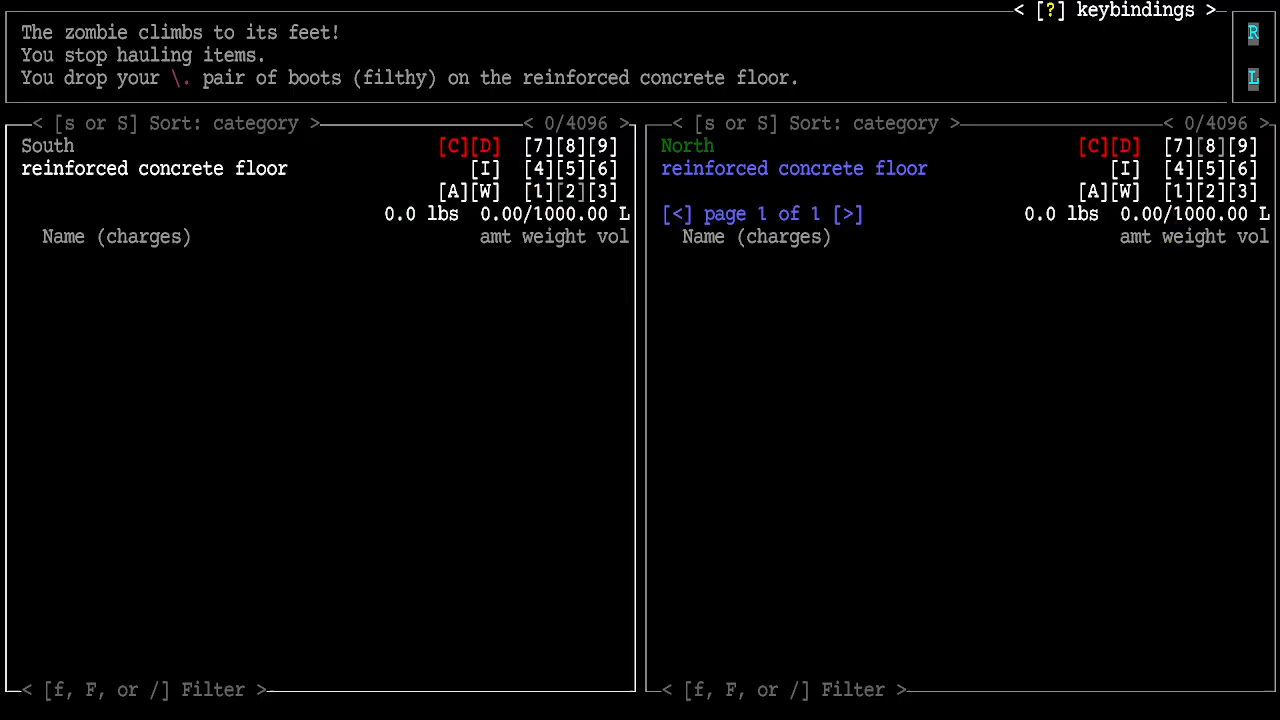 < [?] keybindings >
The zombie climbs to its feet!
You stop hauling items.
You drop your \. pair of boots (filthy) on the reinforced concrete floor.
R
L
< [s or S] Sort: category > < 0/4096 >
South [C][D] [7][8][9]
reinforced concrete floor [I] [4][5][6]
[A][W] [1][2][3]
0.0 lbs 0.00/1000.00 L
Name (charges) amt weight vol
< [f, F, or /] Filter >
< [s or S] Sort: category > < 0/4096 >
North [C][D] [7][8][9]
reinforced concrete floor [I] [4][5][6]
[A][W] [1][2][3]
[<] page 1 of 1 [>] 0.0 lbs 0.00/1000.00 L
Name (charges) amt weight vol
< [f, F, or /] Filter >